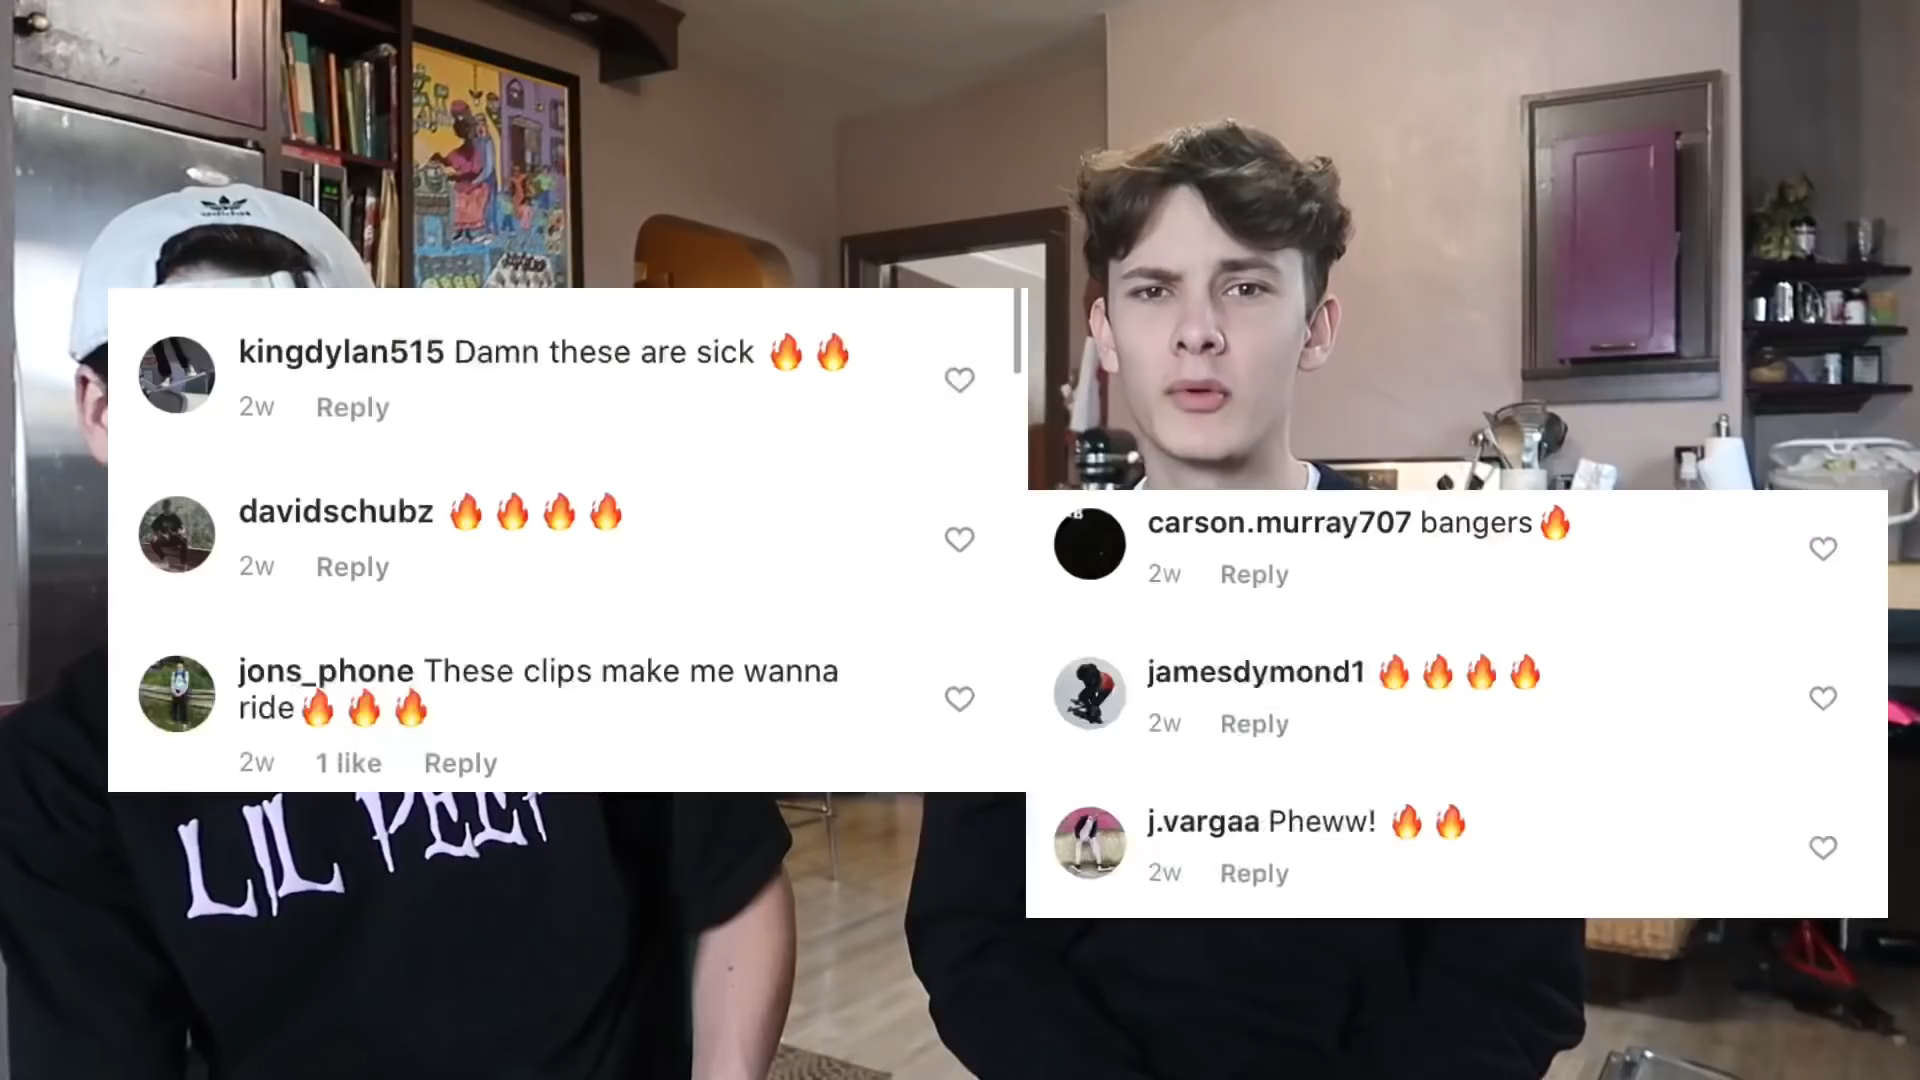 kingdylan515 Damn these are sick 🔥🔥
2w Reply
davidschubz 🔥🔥🔥🔥
2w Reply
jons_phone These clips make me wanna
ride🔥🔥🔥
2w 1 like Reply
carson.murray707 bangers🔥
2w Reply
jamesdymond1 🔥🔥🔥🔥
2w Reply
j.vargaa Pheww! 🔥🔥
2w Reply
LIL PEEP